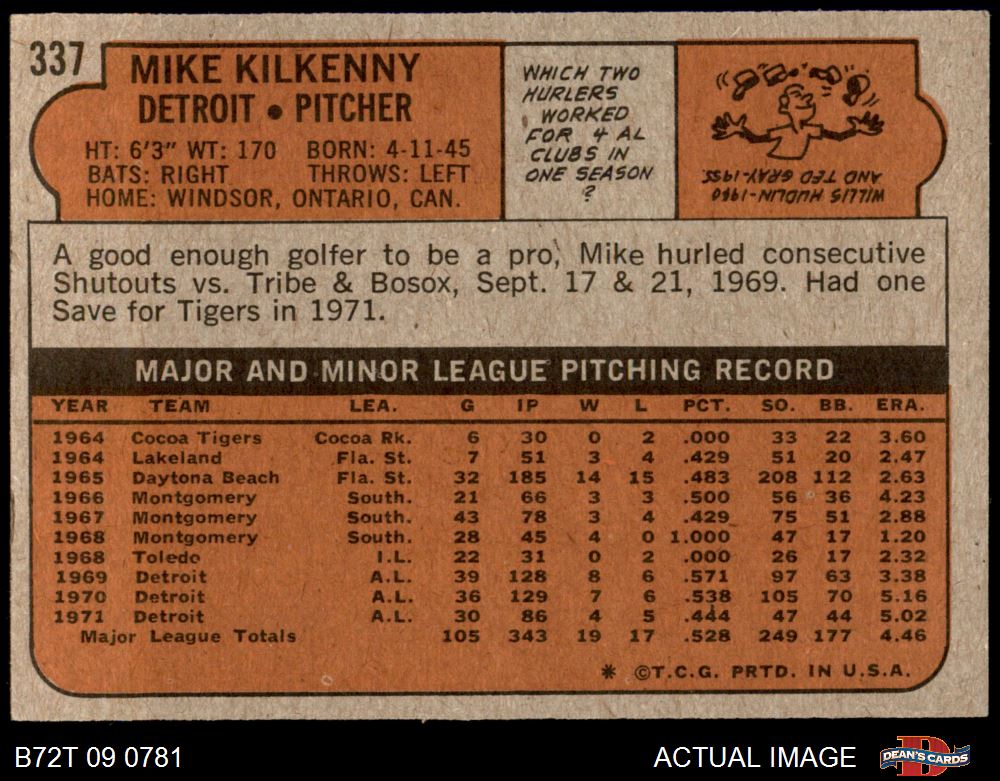 337
MIKE KILKENNY
DETROIT • PITCHER
HT: 6'3" WT: 170 BORN: 4-11-45
BATS: RIGHT THROWS: LEFT
HOME: WINDSOR, ONTARIO, CAN.
WHICH TWO
HURLERS
WORKED
FOR 4 AL
CLUBS IN
ONE SEASON
?
WILLIS HUDLIN-1940
AND TED GRAY-1955.
A good enough golfer to be a pro, Mike hurled consecutive
Shutouts vs. Tribe & Bosox, Sept. 17 & 21, 1969. Had one
Save for Tigers in 1971.
MAJOR AND MINOR LEAGUE PITCHING RECORD
YEAR TEAM LEA. G IP W L PCT. SO. BB. ERA.
1964 Cocoa Tigers Cocoa Rk. 6 30 0 2 .000 33 22 3.60
1964 Lakeland Fla. St. 7 51 3 4 .429 51 20 2.47
1965 Daytona Beach Fla. St. 32 185 14 15 .483 208 112 2.63
1966 Montgomery South. 21 66 3 3 .500 56 36 4.23
1967 Montgomery South. 43 78 3 4 .429 75 51 2.88
1968 Montgomery South. 28 45 4 0 1.000 47 17 1.20
1968 Toledo I.L. 22 31 0 2 .000 26 17 2.32
1969 Detroit A.L. 39 128 8 6 .571 97 63 3.38
1970 Detroit A.L. 36 129 7 6 .538 105 70 5.16
1971 Detroit A.L. 30 86 4 5 .444 47 44 5.02
Major League Totals 105 343 19 17 .528 249 177 4.46
* ©T.C.G. PRTD. IN U.S.A.
B72T 09 0781
ACTUAL IMAGE
DEAN'S CARDS